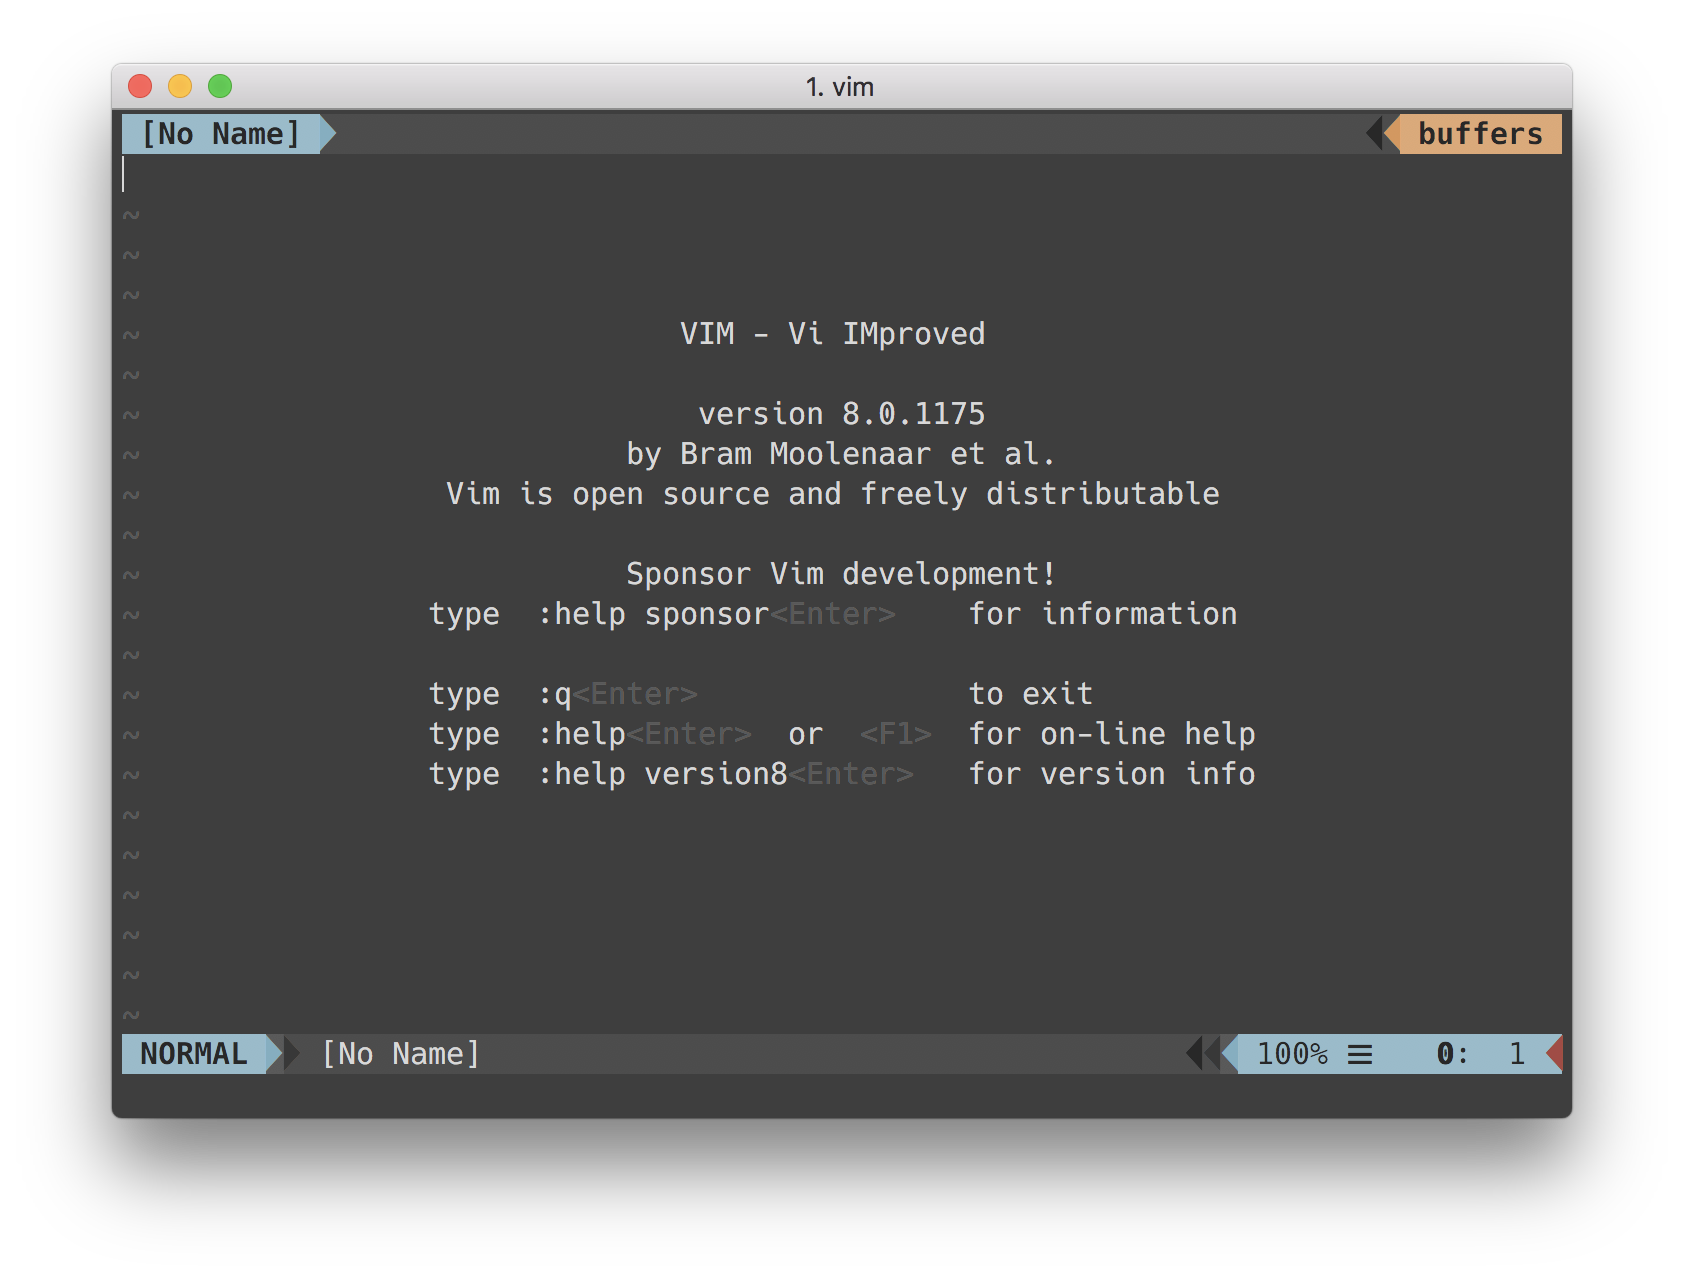 1. vim
[No Name] buffers
~
~
~
~ VIM - Vi IMproved
~
~ version 8.0.1175
~ by Bram Moolenaar et al.
~ Vim is open source and freely distributable
~
~ Sponsor Vim development!
~ type :help sponsor<Enter> for information
~
~ type :q<Enter> to exit
~ type :help<Enter> or <F1> for on-line help
~ type :help version8<Enter> for version info
~
~
~
~
~
~
NORMAL [No Name] 100% ☰ 0: 1